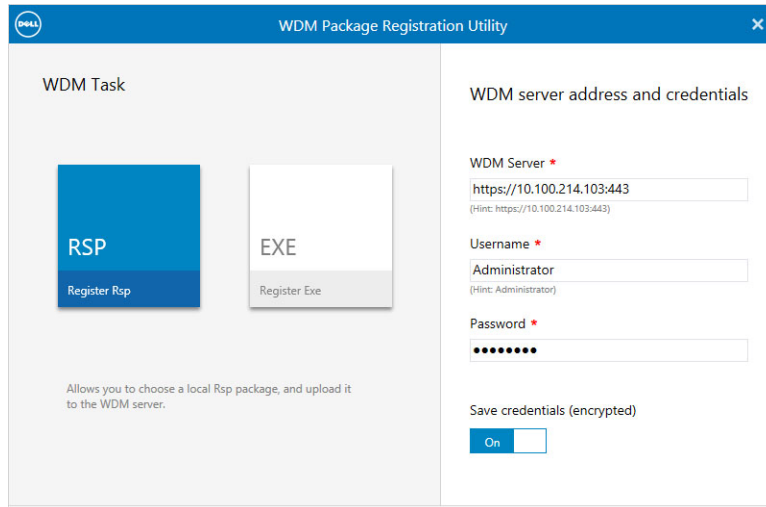 DELL
WDM Package Registration Utility
WDM Task
RSP
Register Rsp
EXE
Register Exe
Allows you to choose a local Rsp package, and upload it
to the WDM server.
WDM server address and credentials
WDM Server *
https://10.100.214.103:443
(Hint: https://10.100.214.103:443)
Username *
Administrator
(Hint: Administrator)
Password *
●●●●●●●●
Save credentials (encrypted)
On